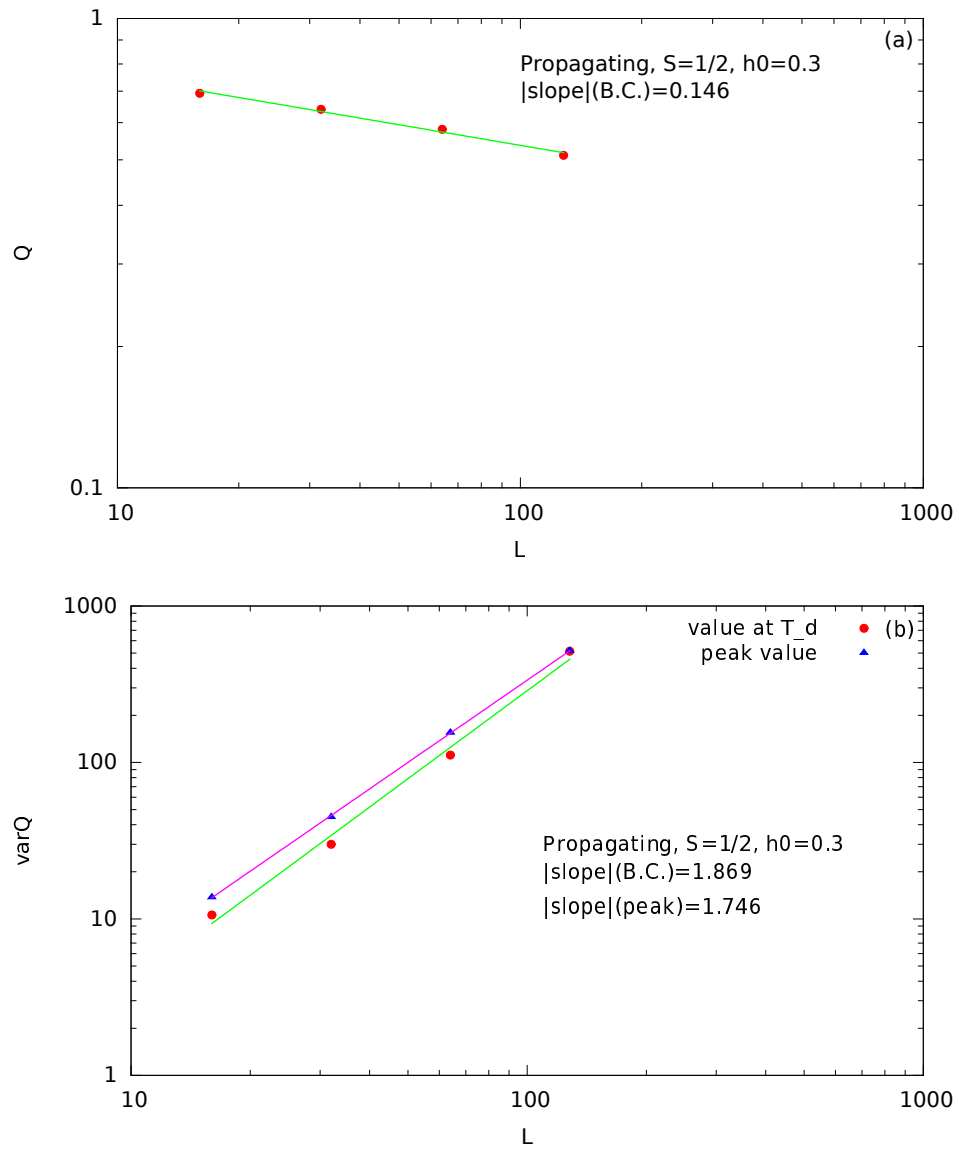 1
(a)
Propagating, S=1/2, h0=0.3
|slope|(B.C.)=0.146
Q
0.1
10
100
1000
L
1000
value at T_d
(b)
peak value
100
varQ
Propagating, S=1/2, h0=0.3
|slope|(B.C.)=1.869
|slope|(peak)=1.746
10
1
10
100
1000
L